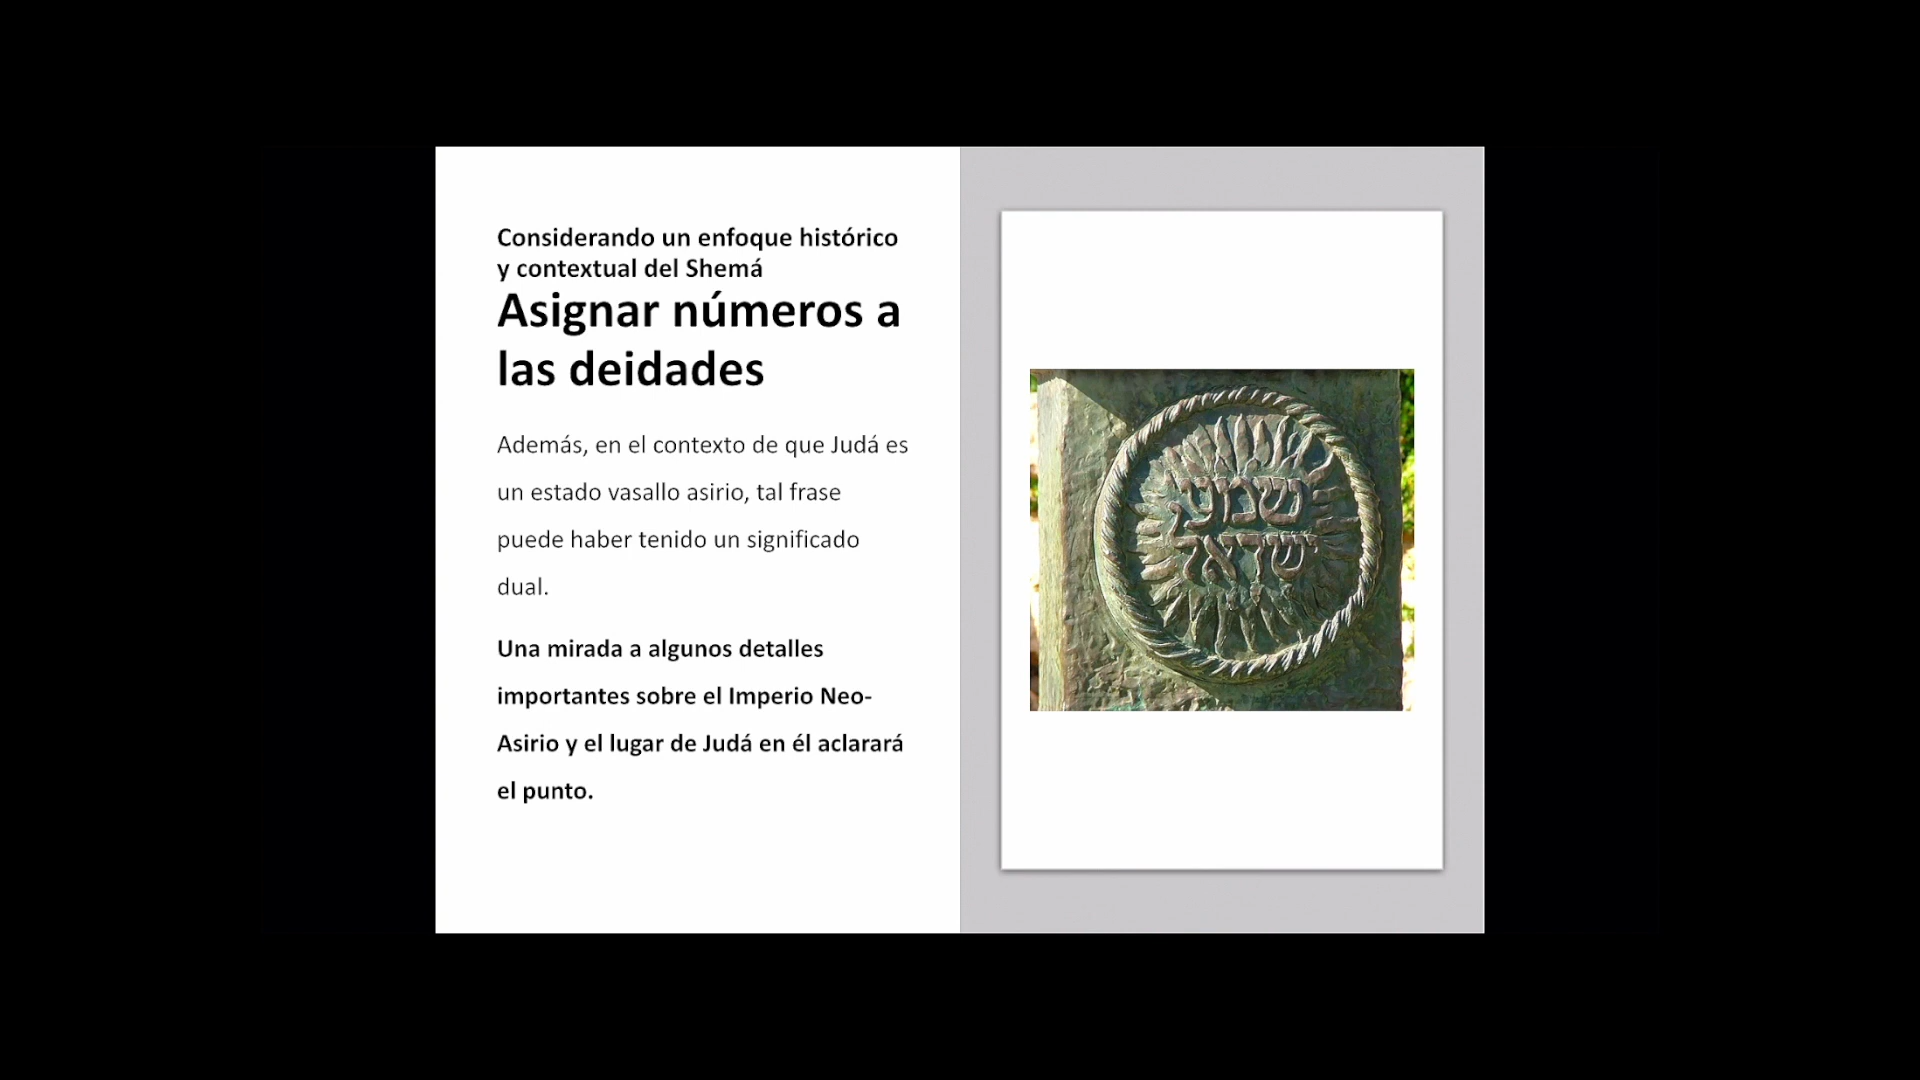 Considerando un enfoque histórico
y contextual del Shemá
Asignar números a
las deidades
Además, en el contexto de que Judá es
un estado vasallo asirio, tal frase
puede haber tenido un significado
dual.
Una mirada a algunos detalles
importantes sobre el Imperio Neo-
Asirio y el lugar de Judá en él aclarará
el punto.
שמע
ישראל